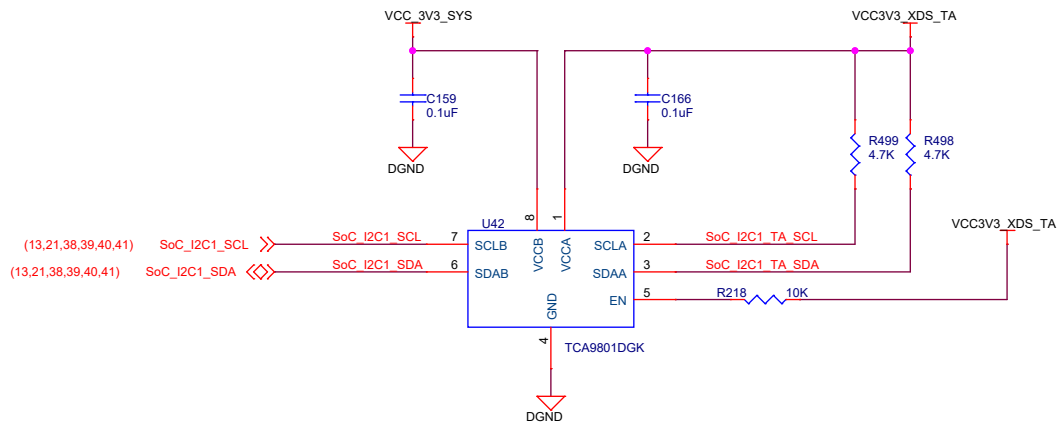 VCC_3V3_SYS
VCC3V3_XDS_TA
C159
0.1uF
C166
0.1uF
R499
4.7K
R498
4.7K
DGND
DGND
U42
8
1
VCCB
VCCA
VCC3V3_XDS_TA
(13,21,38,39,40,41) SoC_I2C1_SCL SoC_I2C1_SCL 7 SCLB SCLA 2 SoC_I2C1_TA_SCL
(13,21,38,39,40,41) SoC_I2C1_SDA SoC_I2C1_SDA 6 SDAB SDAA 3 SoC_I2C1_TA_SDA
EN 5 R218 10K
GND
4
TCA9801DGK
DGND